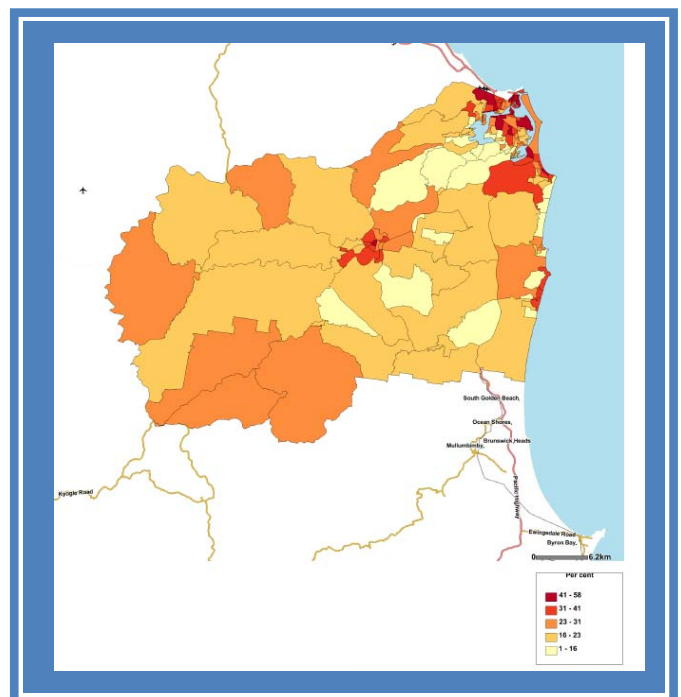 South Golden Beach,
Ocean Shores,
Brunswick Heads
Mullumbimby,
Kyogle Road
Pacific Highway
Ewingsdale Road
Byron Bay,
0 6.2km
Per cent
41 - 58
31 - 41
23 - 31
16 - 23
1 - 16